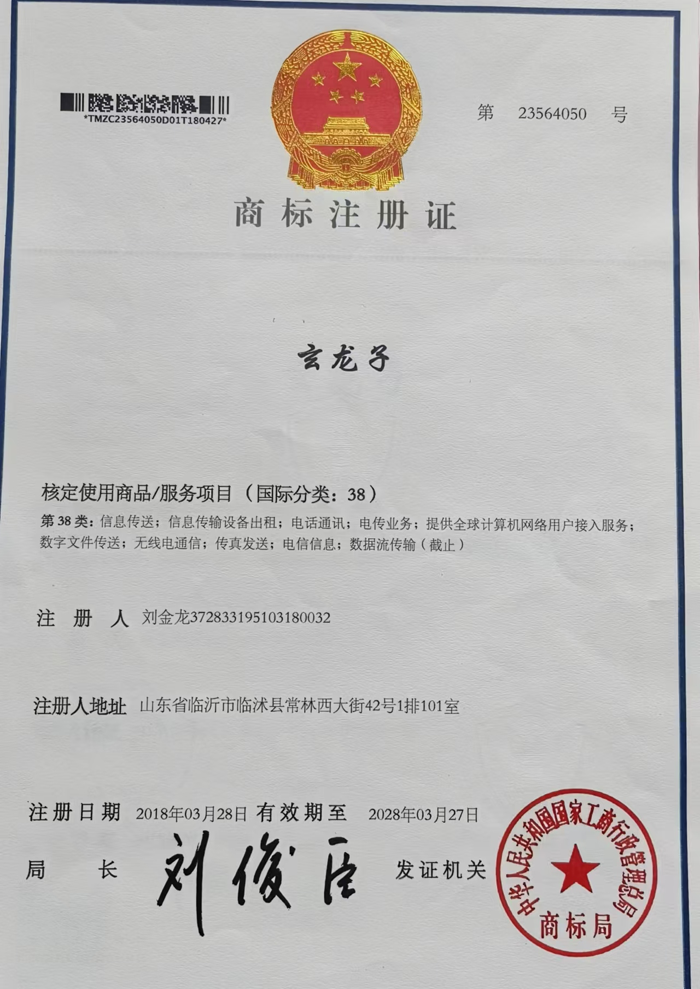 *TMZC23564050D01T180427*
第 23564050 号
商标注册证
玄龙子
核定使用商品/服务项目（国际分类：38）
第38类：信息传送；信息传输设备出租；电话通讯；电传业务；提供全球计算机网络用户接入服务；
数字文件传送；无线电通信；传真发送；电信信息；数据流传输（截止）
注 册 人 刘金龙372833195103180032
注册人地址 山东省临沂市临沭县常林西大街42号1排101室
注册日期 2018年03月28日 有效期至 2028年03月27日
局 长 刘俊臣 发证机关
中华人民共和国国家工商行政管理总局
商标局